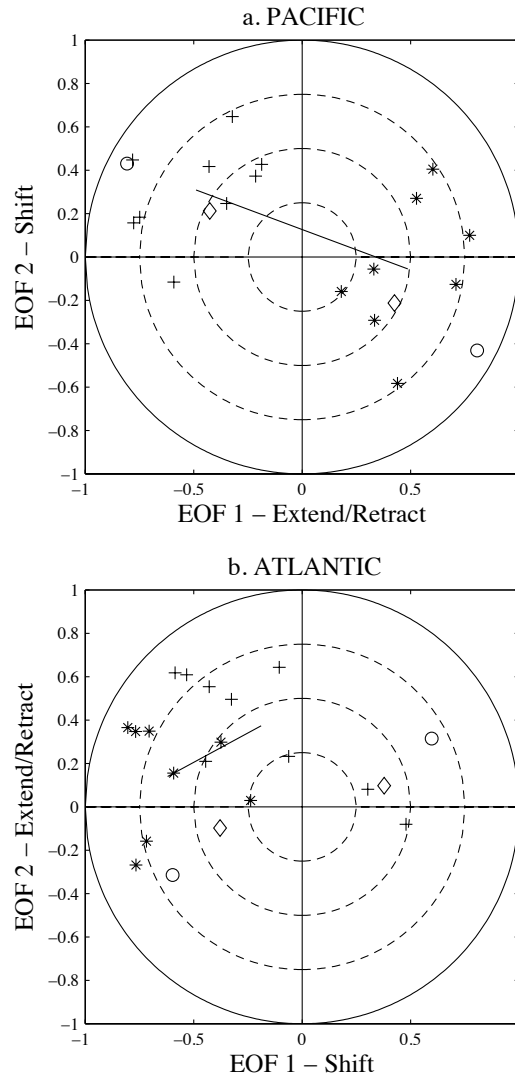 a. PACIFIC
1
0.8
0.6
0.4
0.2
0
−0.2
−0.4
−0.6
−0.8
−1
EOF 2 – Shift
−1 −0.5 0 0.5
EOF 1 – Extend/Retract
b. ATLANTIC
1
0.8
0.6
0.4
0.2
0
−0.2
−0.4
−0.6
−0.8
−1
EOF 2 – Extend/Retract
−1 −0.5 0 0.5
EOF 1 – Shift